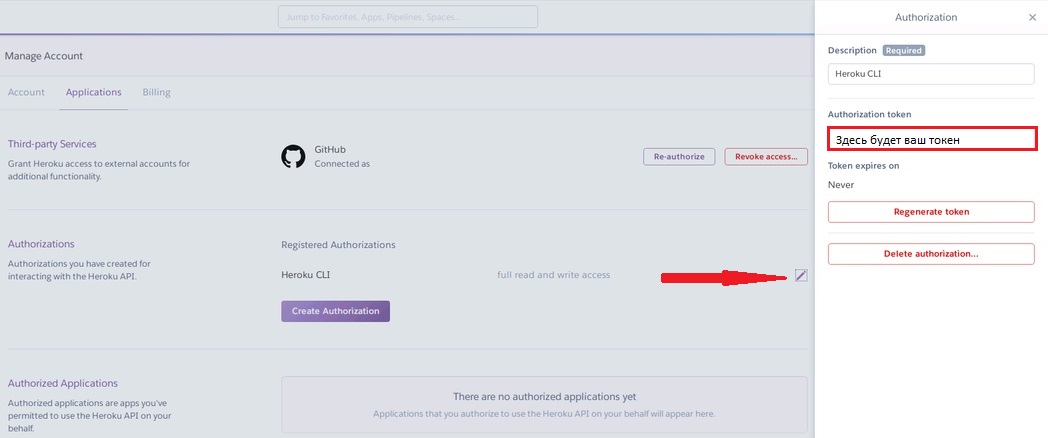 Jump to Favorites, Apps, Pipelines, Spaces...
Manage Account
Account Applications Billing
Third-party Services
Grant Heroku access to external accounts for
additional functionality.
GitHub
Connected as
Re-authorize
Revoke access...
Authorizations
Authorizations you have created for
interacting with the Heroku API.
Registered Authorizations
Heroku CLI
full read and write access
Create Authorization
Authorized Applications
Authorized applications are apps you've
permitted to use the Heroku API on your
behalf.
There are no authorized applications yet
Applications that you authorize to use the Heroku API on your behalf will appear here.
Authorization
Description Required
Heroku CLI
Authorization token
Здесь будет ваш токен
Token expires on
Never
Regenerate token
Delete authorization...